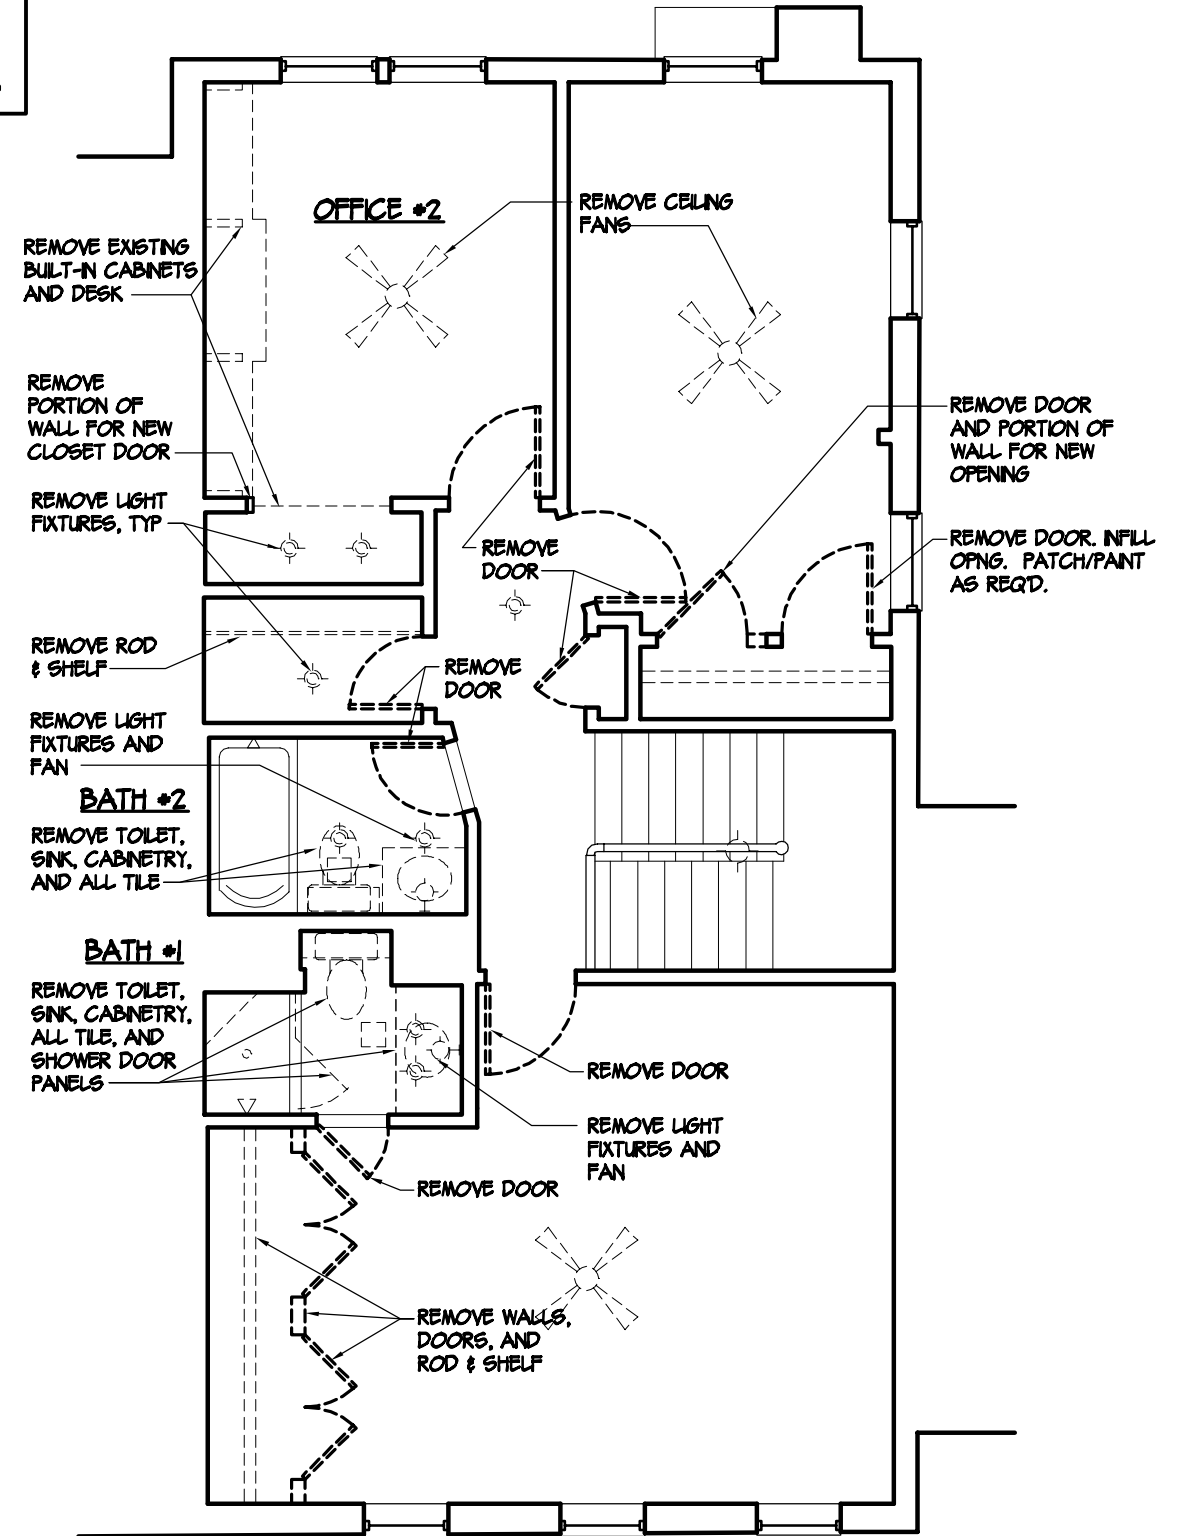 OFFICE #2
REMOVE CEILING
FANS
REMOVE EXISTING
BUILT-IN CABINETS
AND DESK
REMOVE
PORTION OF
WALL FOR NEW
CLOSET DOOR
REMOVE DOOR
AND PORTION OF
WALL FOR NEW
OPENING
REMOVE LIGHT
FIXTURES, TYP
REMOVE
DOOR
REMOVE DOOR. INFILL
OPNG. PATCH/PAINT
AS REQ'D.
REMOVE ROD
& SHELF
REMOVE
DOOR
REMOVE LIGHT
FIXTURES AND
FAN
BATH #2
REMOVE TOILET,
SINK, CABINETRY,
AND ALL TILE
BATH #1
REMOVE TOILET,
SINK, CABINETRY,
ALL TILE, AND
SHOWER DOOR
PANELS
REMOVE DOOR
REMOVE LIGHT
FIXTURES AND
FAN
REMOVE DOOR
REMOVE WALLS,
DOORS, AND
ROD & SHELF